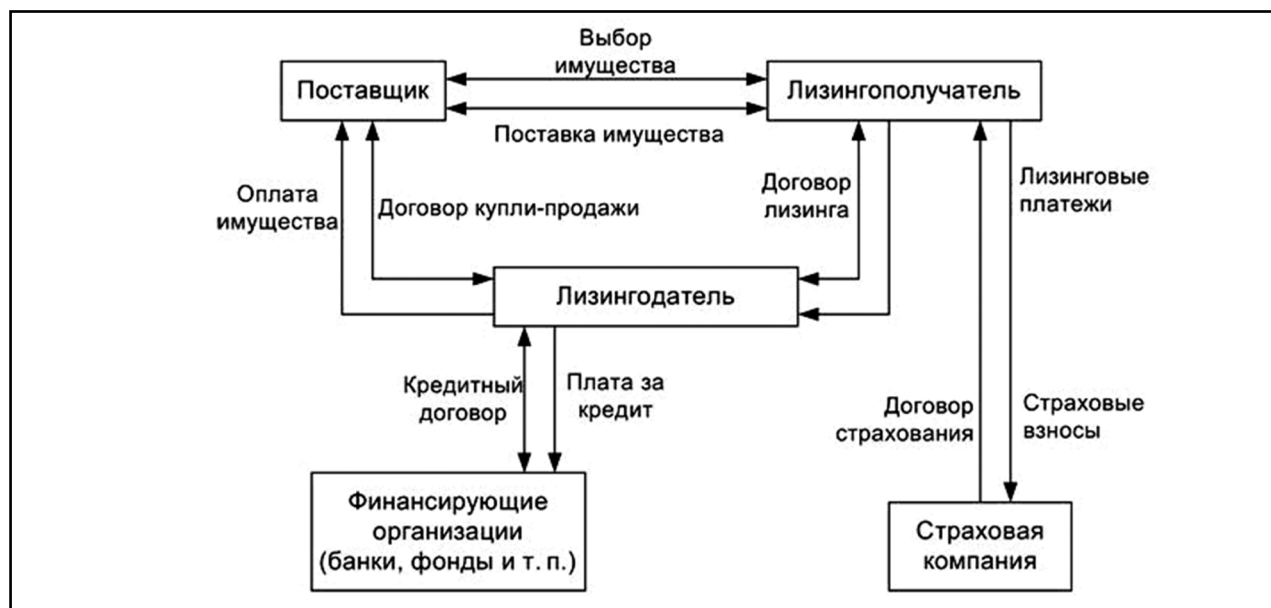 Выбор
имущества
Поставщик
Лизингополучатель
Поставка имущества
Оплата
имущества
Договор купли-продажи
Договор
лизинга
Лизинговые
платежи
Лизингодатель
Кредитный
договор
Плата за
кредит
Договор
страхования
Страховые
взносы
Финансирующие
организации
(банки, фонды и т. п.)
Страховая
компания